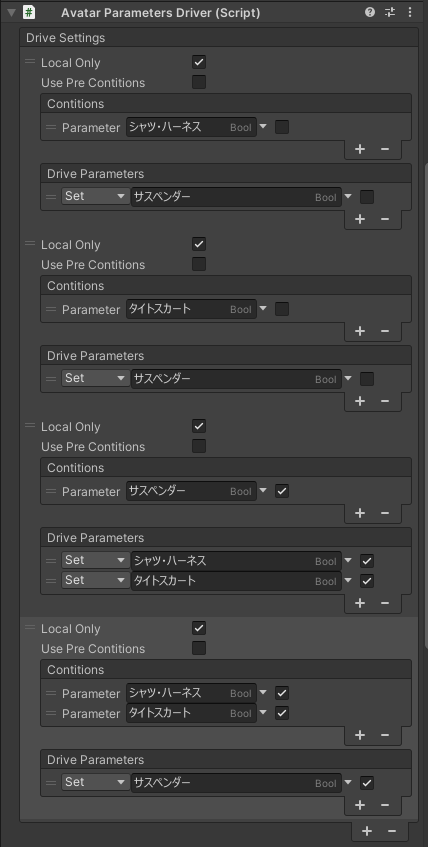 Avatar Parameters Driver (Script)
Drive Settings
Local Only
Use Pre Contitions
Contitions
Parameter シャツ・ハーネス Bool
Drive Parameters
Set サスペンダー Bool
Local Only
Use Pre Contitions
Contitions
Parameter タイトスカート Bool
Drive Parameters
Set サスペンダー Bool
Local Only
Use Pre Contitions
Contitions
Parameter サスペンダー Bool
Drive Parameters
Set シャツ・ハーネス Bool
Set タイトスカート Bool
Local Only
Use Pre Contitions
Contitions
Parameter シャツ・ハーネス Bool
Parameter タイトスカート Bool
Drive Parameters
Set サスペンダー Bool